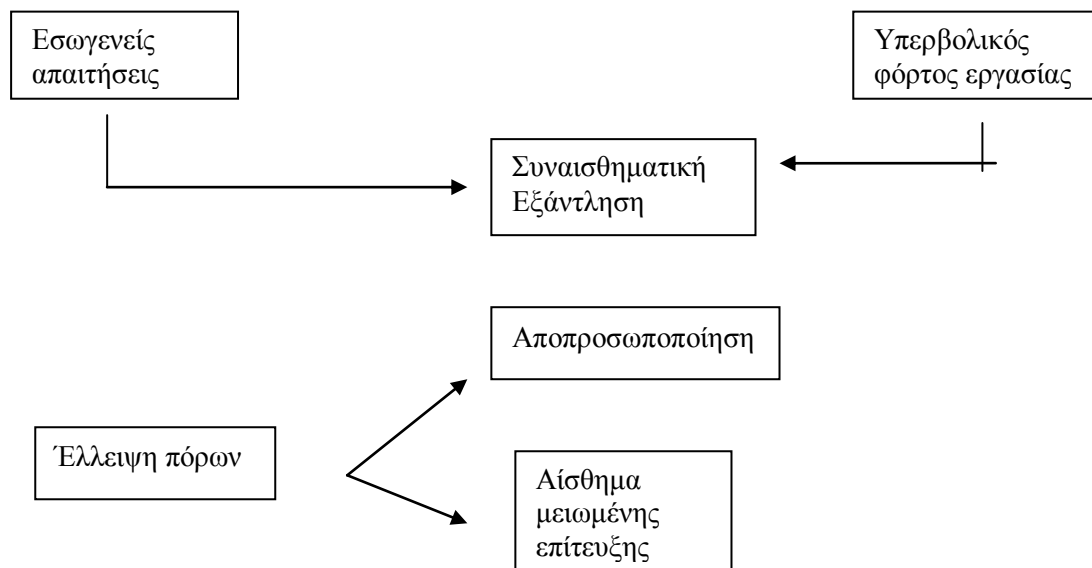 Εσωγενείς
απαιτήσεις
Υπερβολικός
φόρτος εργασίας
Συναισθηματική
Εξάντληση
Αποπροσωποποίηση
Έλλειψη πόρων
Αίσθημα
μειωμένης
επίτευξης